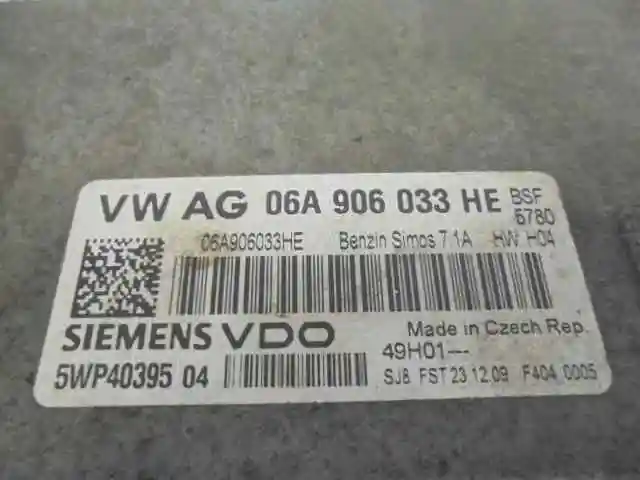 VW AG 06A 906 033 HE BSF
6780
06A906033HE Benzin Simos 7.1A HW H04
SIEMENS VDO Made in Czech Rep.
49H01---
5WP40395 04 SJB FST 23 12.09 F404 0005